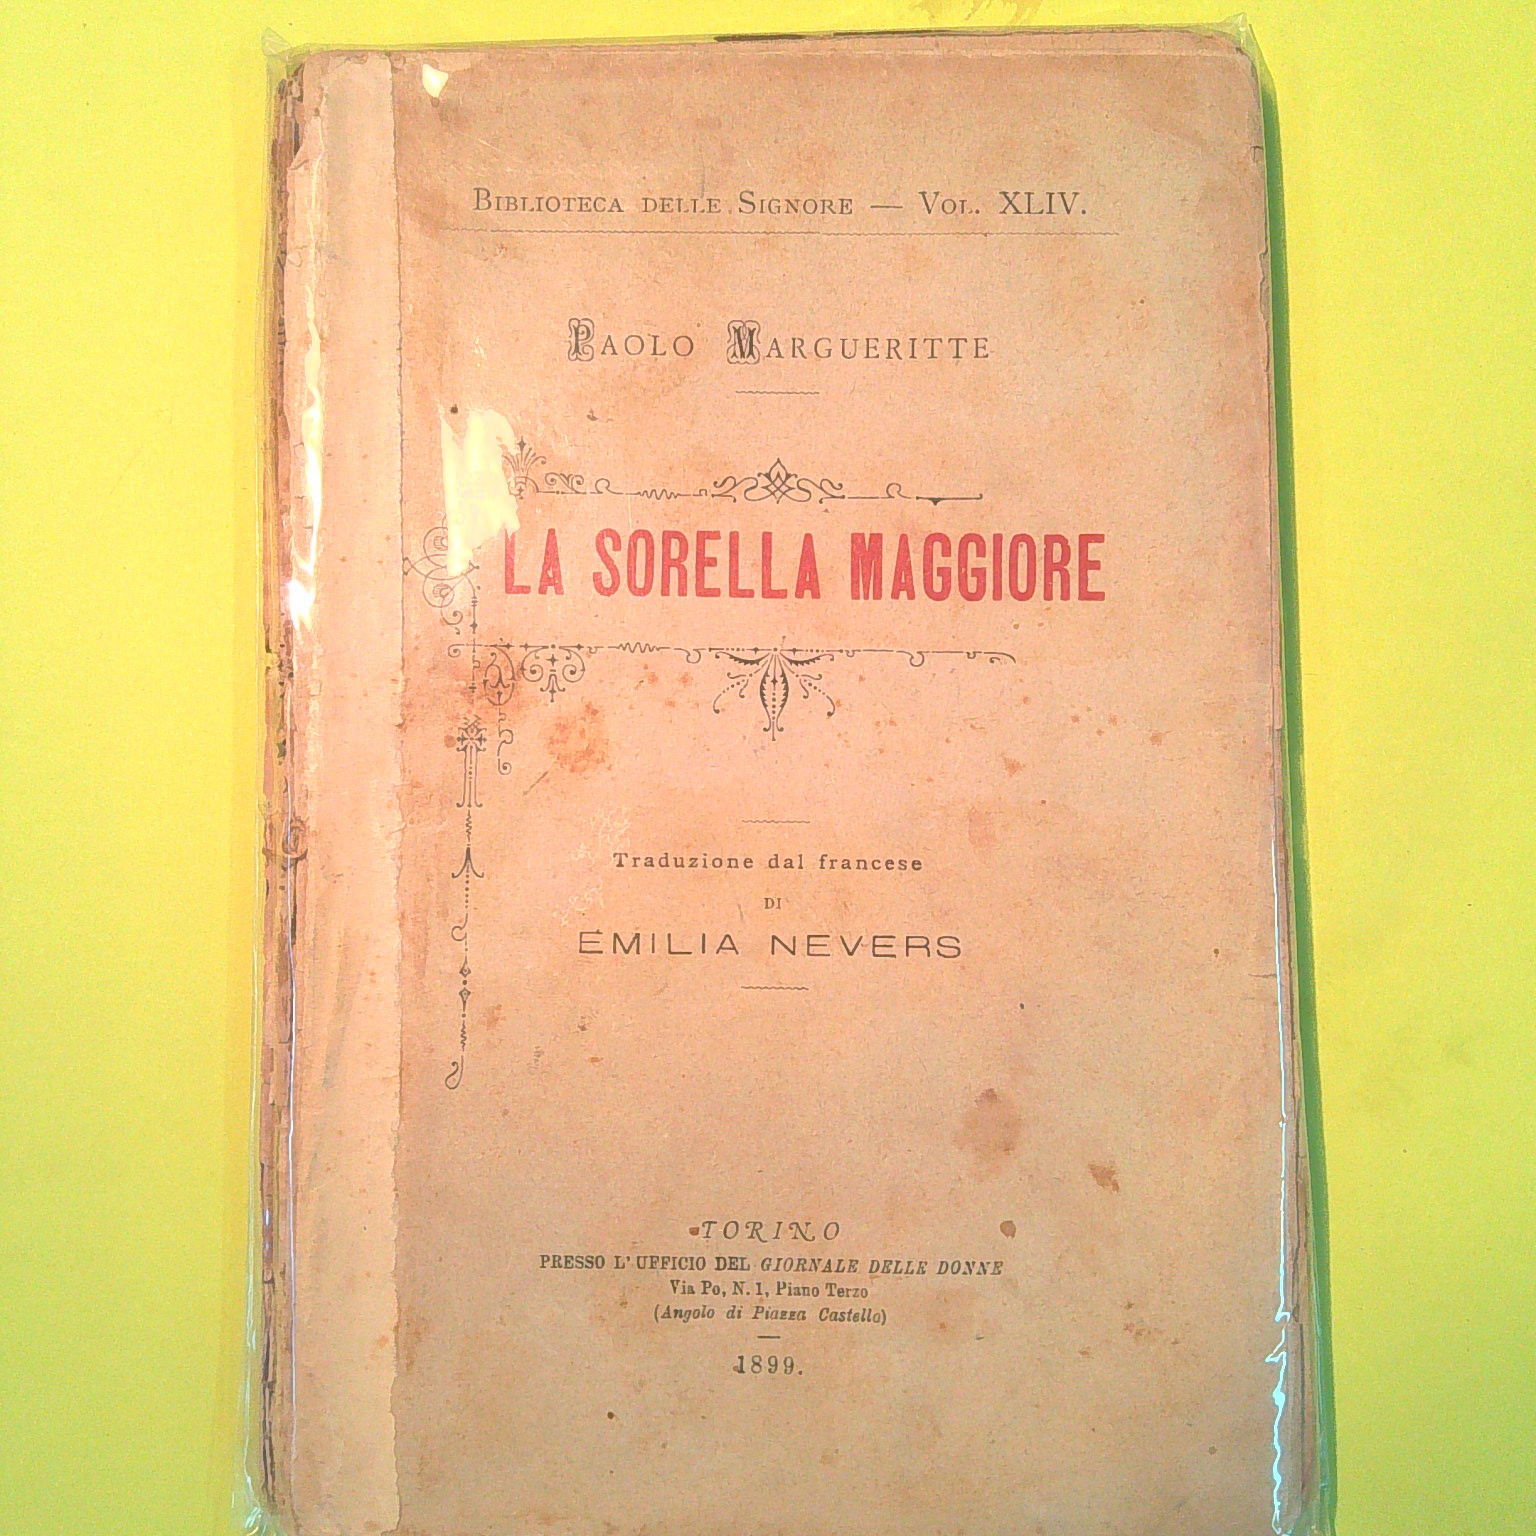 BIBLIOTECA DELLE SIGNORE — VOL. XLIV.
PAOLO MARGUERITTE
LA SORELLA MAGGIORE
Traduzione dal francese
DI
EMILIA NEVERS
TORINO
PRESSO L'UFFICIO DEL GIORNALE DELLE DONNE
Via Po, N. 1, Piano Terzo
(Angolo di Piazza Castello)
1899.